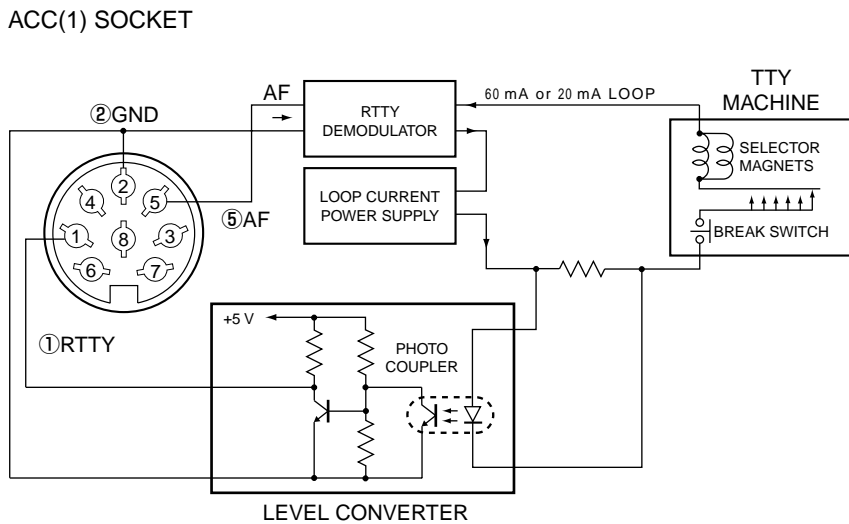 ACC(1) SOCKET
②GND
AF
RTTY
DEMODULATOR
60 mA or 20 mA LOOP
TTY
MACHINE
SELECTOR
MAGNETS
BREAK SWITCH
LOOP CURRENT
POWER SUPPLY
2
4
5
1
8
3
6
7
⑤AF
①RTTY
+5 V
PHOTO
COUPLER
LEVEL CONVERTER